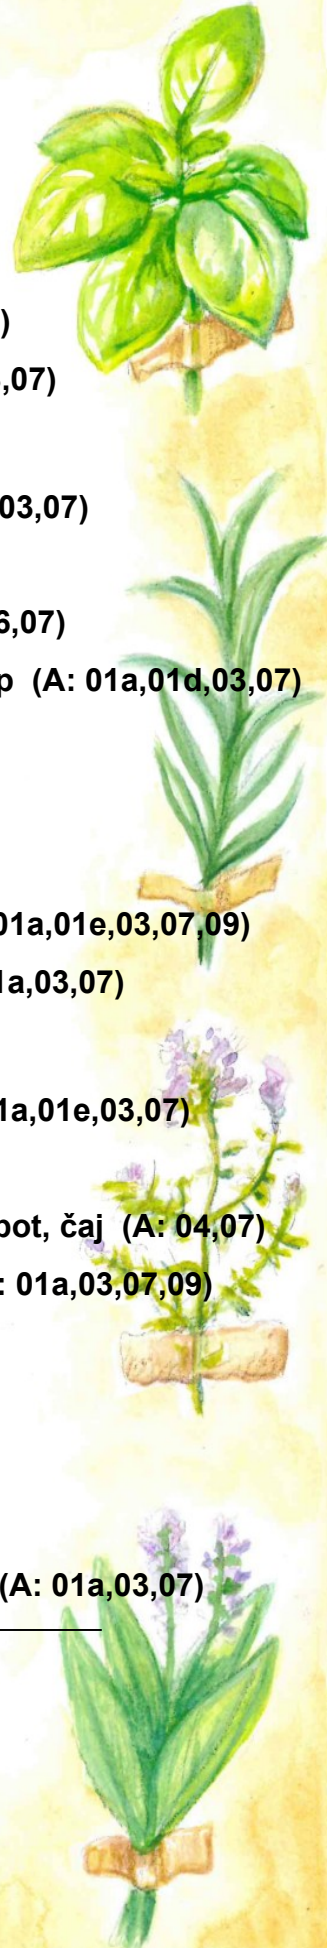 )
,07)
03,07)
6,07)
p (A: 01a,01d,03,07)
01a,01e,03,07,09)
1a,03,07)
1a,01e,03,07)
pot, čaj (A: 04,07)
: 01a,03,07,09)
(A: 01a,03,07)